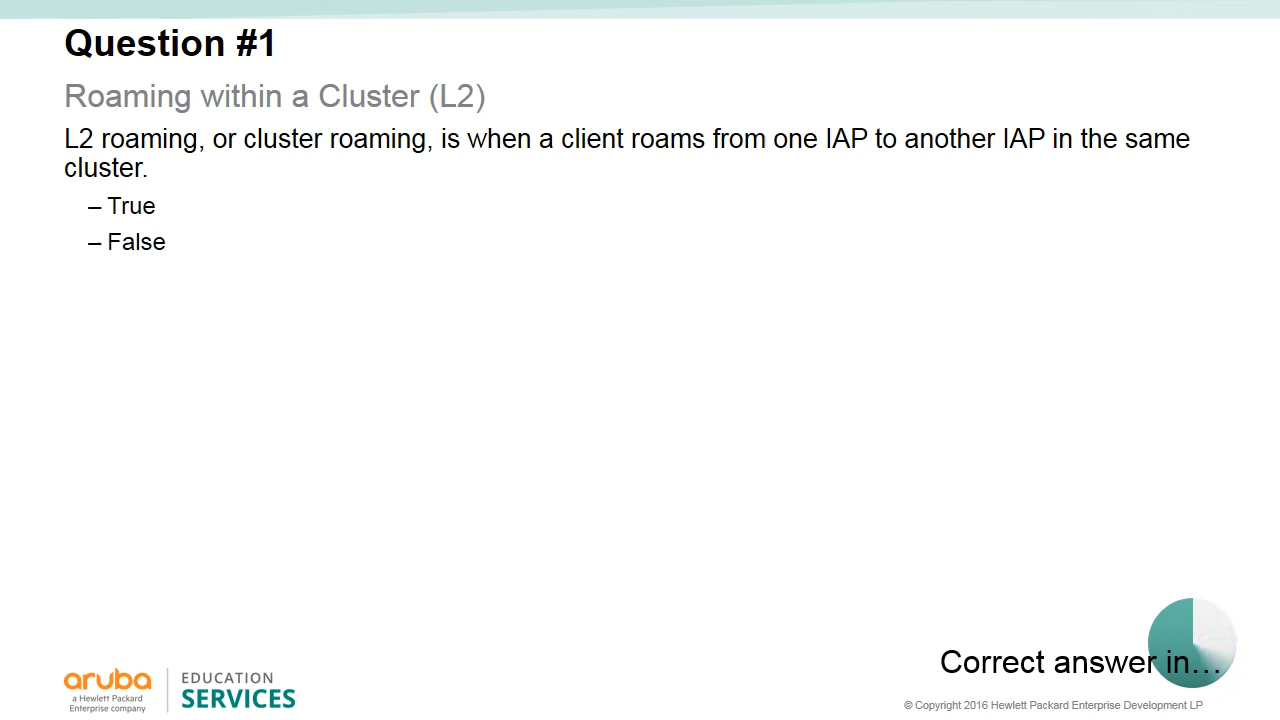 Question #1
Roaming within a Cluster (L2)
L2 roaming, or cluster roaming, is when a client roams from one IAP to another IAP in the same
cluster.
– True
– False
Correct answer in…
aruba
a Hewlett Packard
Enterprise company
EDUCATION
SERVICES
© Copyright 2016 Hewlett Packard Enterprise Development LP